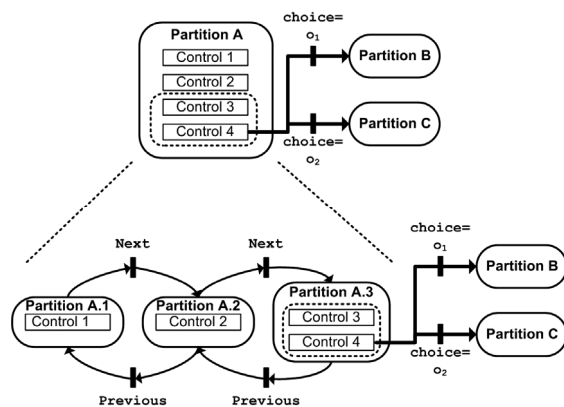 choice=
o1
Partition A
Control 1
Control 2
Control 3
Control 4
Partition B
Partition C
choice=
o2
Next
Next
choice=
o1
Partition B
Partition A.1
Control 1
Partition A.2
Control 2
Partition A.3
Control 3
Control 4
Partition C
choice=
o2
Previous
Previous